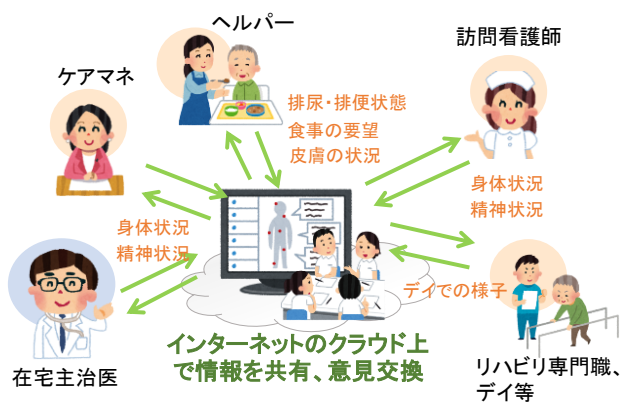 ヘルパー
訪問看護師
ケアマネ
排尿・排便状態
食事の要望
皮膚の状況
身体状況
精神状況
身体状況
精神状況
デイでの様子
インターネットのクラウド上
で情報を共有、意見交換
在宅主治医
リハビリ専門職、
デイ等